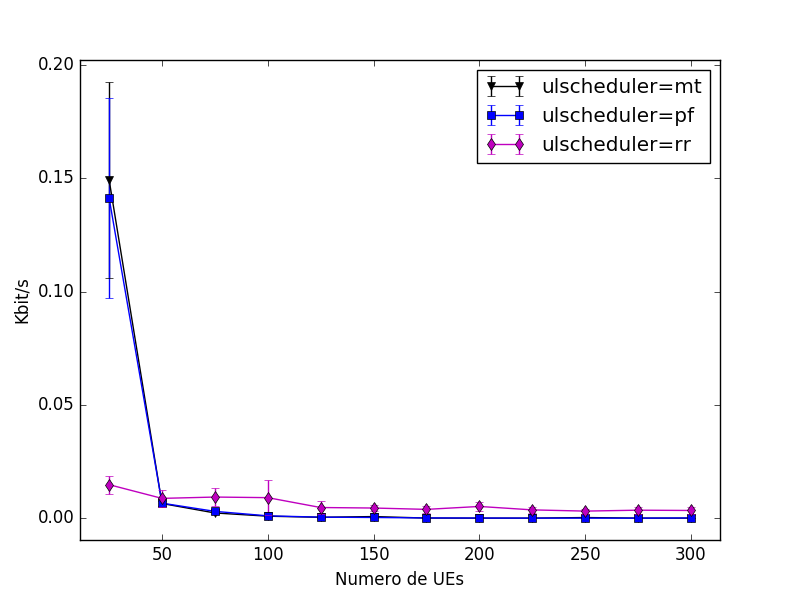 0.20
0.15
0.10
0.05
0.00
Kbit/s
ulscheduler=mt
ulscheduler=pf
ulscheduler=rr
50 100 150 200 250 300
Numero de UEs